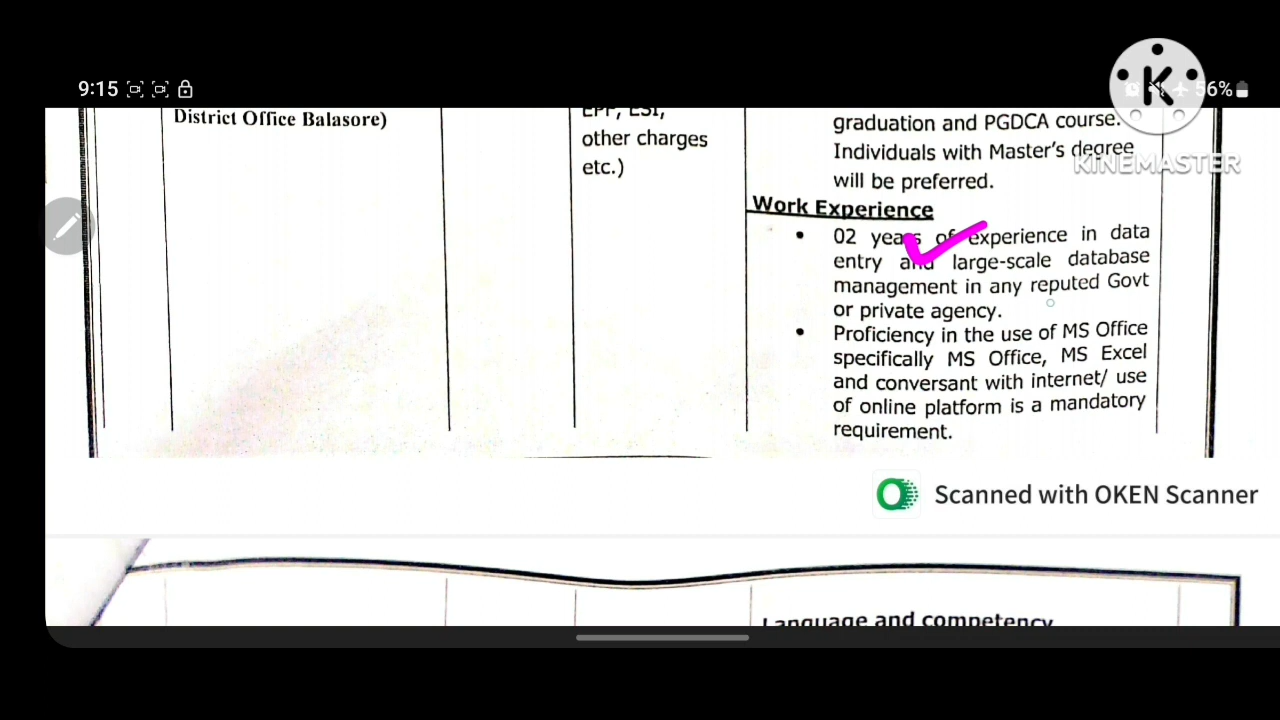 9:15
56%
KINEMASTER
District Office Balasore)
EPF, ESI,
other charges
etc.)
graduation and PGDCA course.
Individuals with Master's degree
will be preferred.
Work Experience
• 02 years of experience in data
entry and large-scale database
management in any reputed Govt
or private agency.
• Proficiency in the use of MS Office
specifically MS Office, MS Excel
and conversant with internet/ use
of online platform is a mandatory
requirement.
Scanned with OKEN Scanner
Language and competency